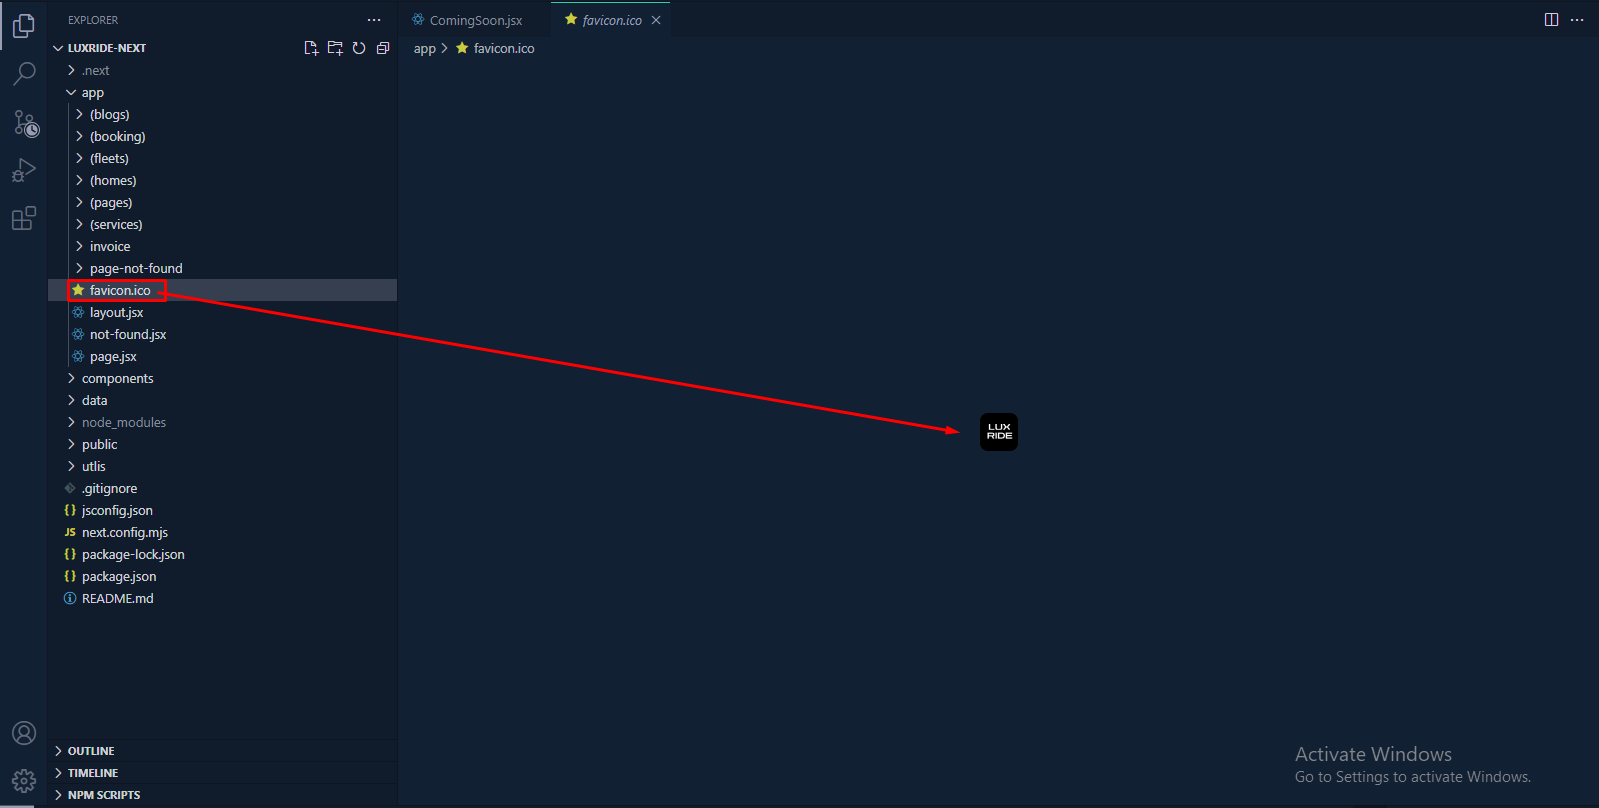 EXPLORER
LUXRIDE-NEXT
.next
app
(blogs)
(booking)
(fleets)
(homes)
(pages)
(services)
invoice
page-not-found
favicon.ico
layout.jsx
not-found.jsx
page.jsx
components
data
node_modules
public
utlis
.gitignore
{} jsconfig.json
JS next.config.mjs
{} package-lock.json
{} package.json
README.md
OUTLINE
TIMELINE
NPM SCRIPTS
ComingSoon.jsx favicon.ico
app > favicon.ico
LUX
RIDE
Activate Windows
Go to Settings to activate Windows.